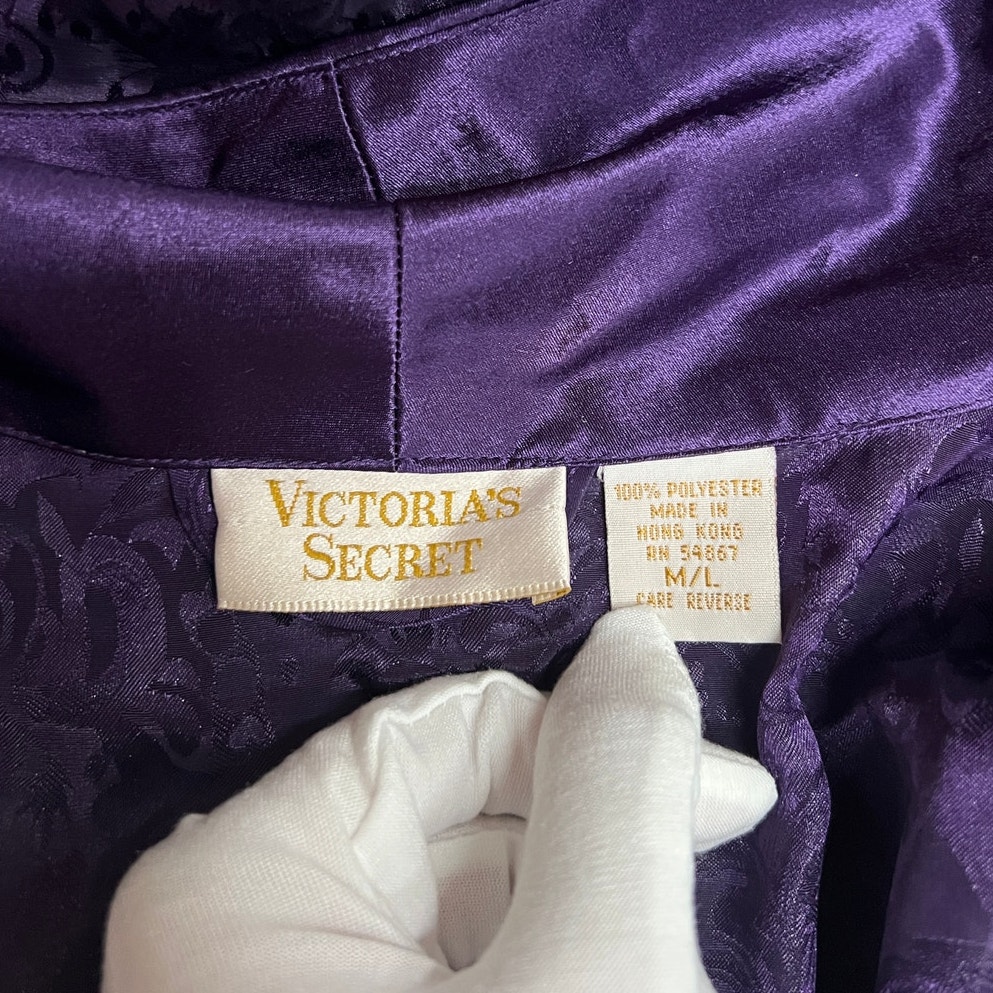 VICTORIA'S
SECRET
100% POLYESTER
MADE IN
HONG KONG
RN 54867
M/L
CARE REVERSE